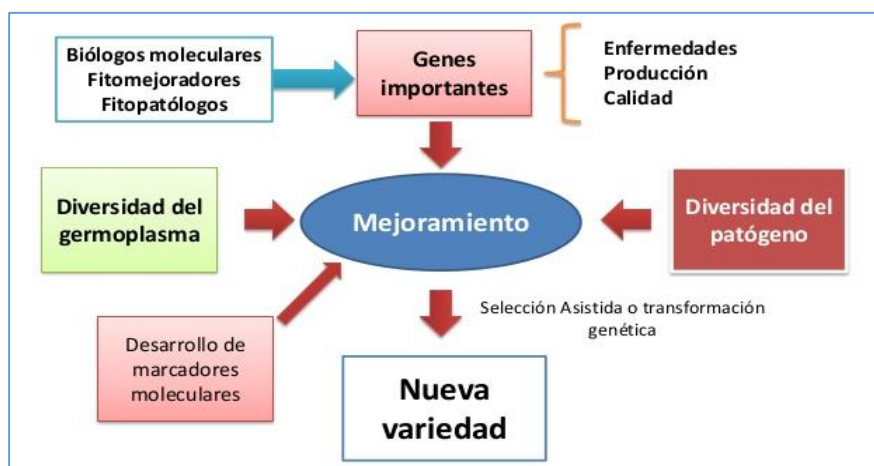 Biólogos moleculares
Fitomejoradores
Fitopatólogos
Genes
importantes
Enfermedades
Producción
Calidad
Diversidad del
germoplasma
Mejoramiento
Diversidad del
patógeno
Selección Asistida o transformación
genética
Desarrollo de
marcadores
moleculares
Nueva
variedad